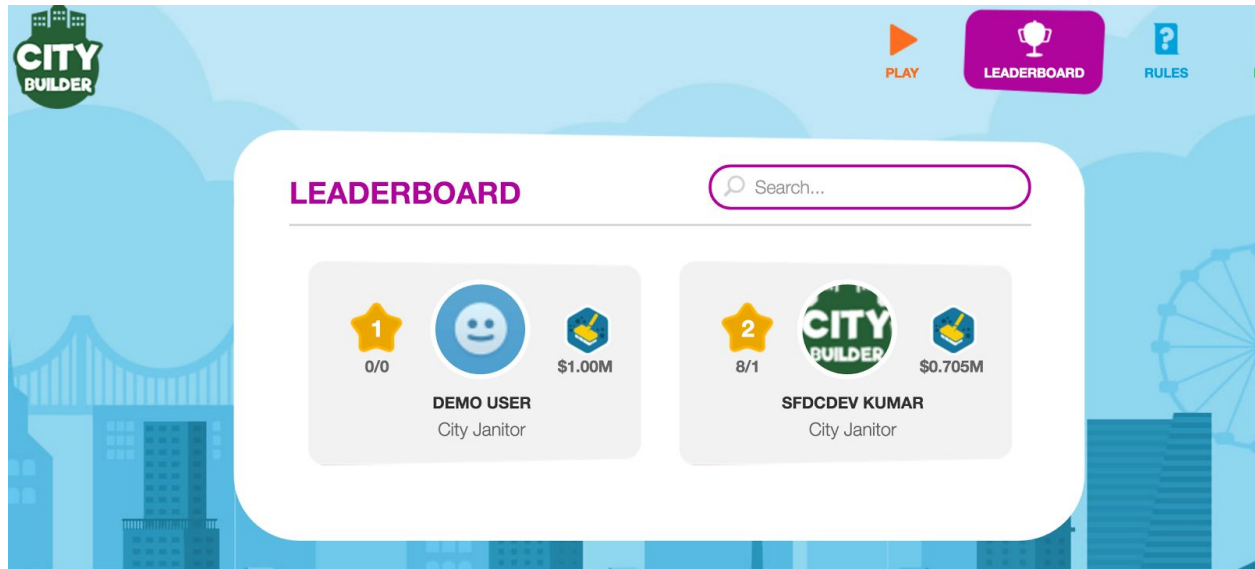 CITY
BUILDER
PLAY
LEADERBOARD
RULES
LEADERBOARD
Search...
1
0/0
$1.00M
DEMO USER
City Janitor
2
8/1
CITY
BUILDER
$0.705M
SFDCDEV KUMAR
City Janitor